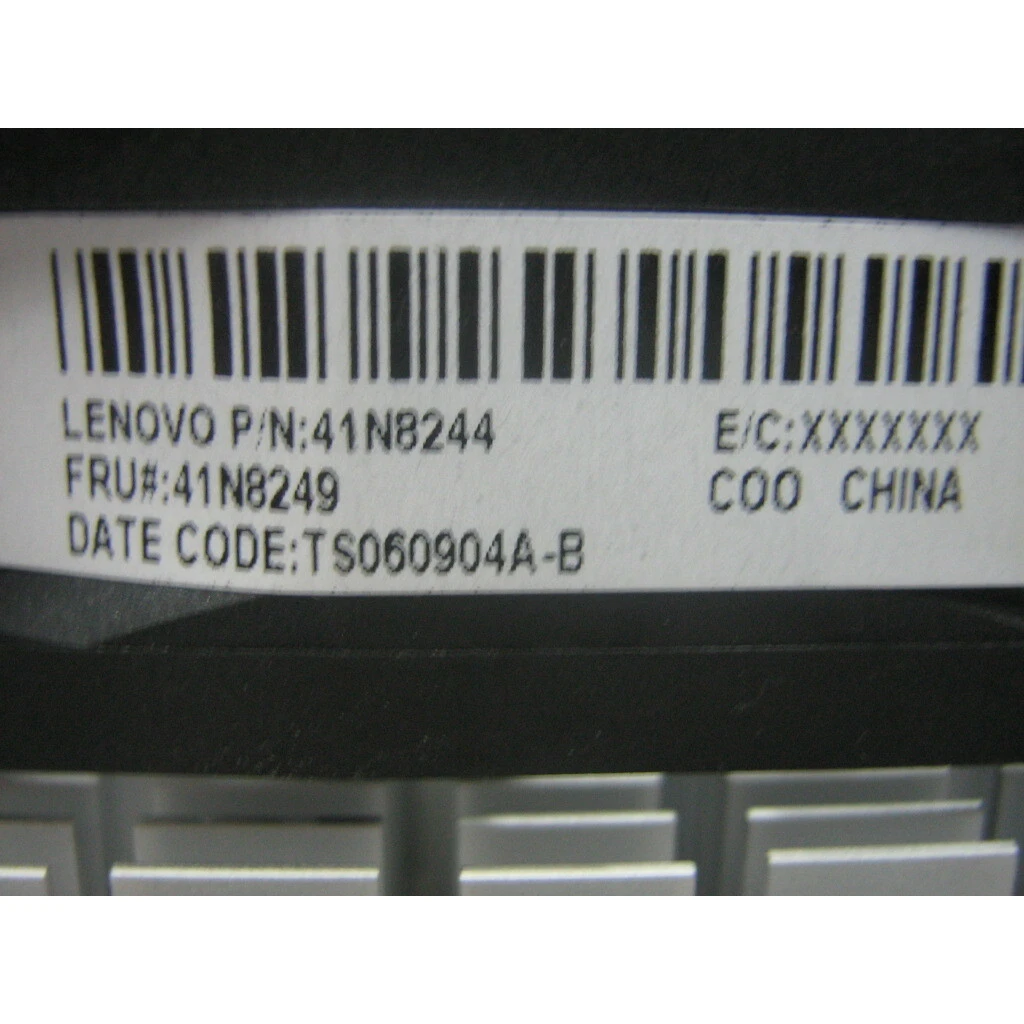 LENOVO P/N:41N8244 E/C:XXXXXXX
FRU#:41N8249 COO CHINA
DATE CODE:TS060904A-B